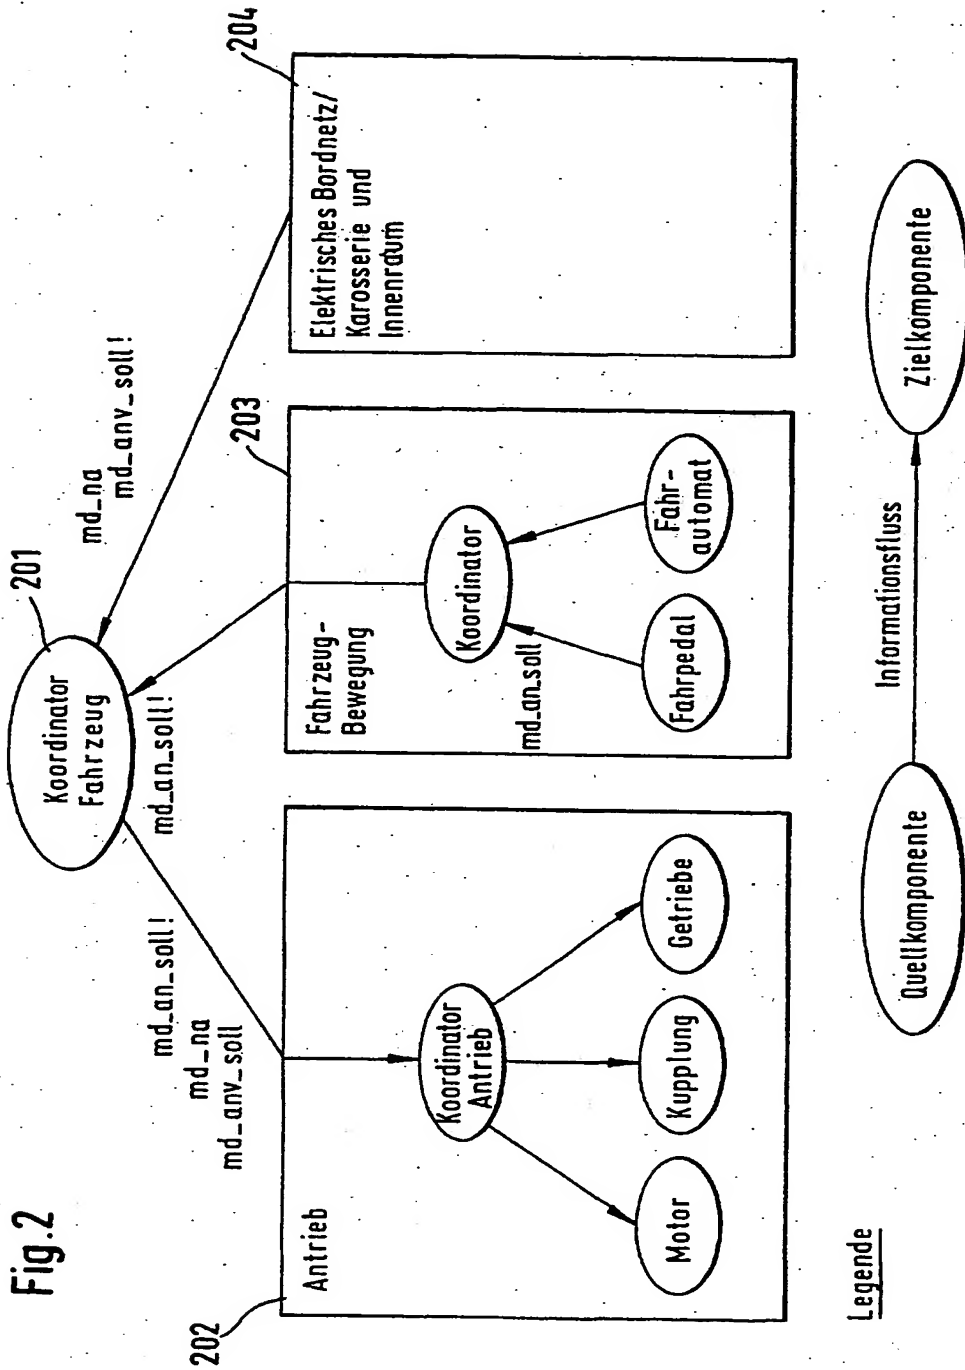 Fig.2
201
Koordinator
Fahrzeug
md_an_soll!
md_na
md_anv_soll
md_an_soll!
md_na
md_anv_soll!
202
Antrieb
Koordinator
Antrieb
Motor
Kupplung
Getriebe
203
Fahrzeug-
Bewegung
Koordinator
md_an_soll
Fahrpedal
Fahr-
automat
204
Elektrisches Bordnetz/
Karosserie und
Innenraum
Legende
Quellkomponente
Informationsfluss
Zielkomponente